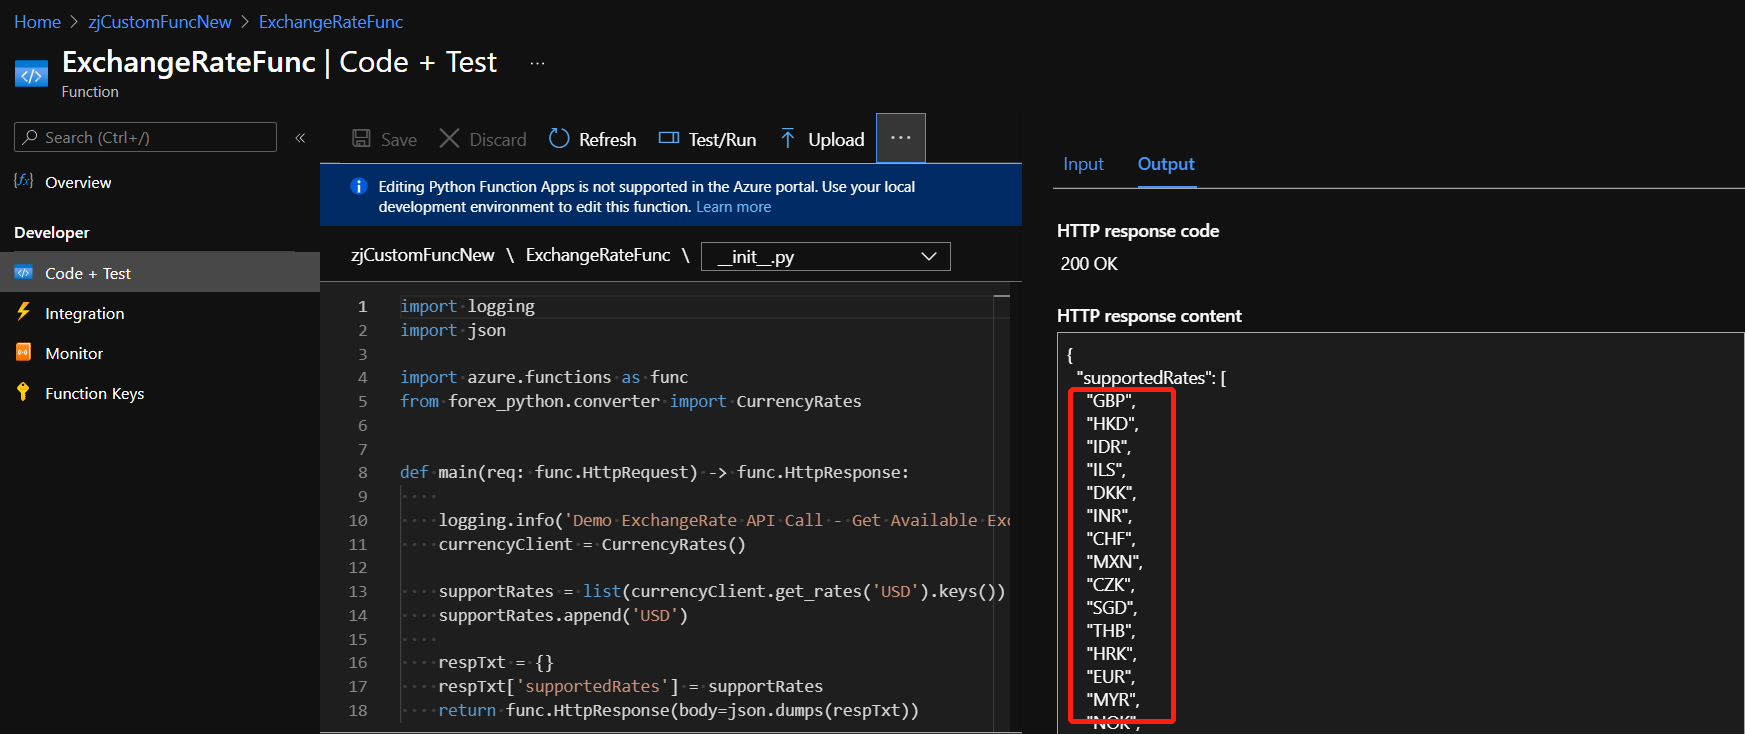 Home > zjCustomFuncNew > ExchangeRateFunc
ExchangeRateFunc | Code + Test ...
Function
Search (Ctrl+/)
«
Overview
Developer
Code + Test
Integration
Monitor
Function Keys
Save Discard Refresh Test/Run Upload ...
Editing Python Function Apps is not supported in the Azure portal. Use your local
development environment to edit this function. Learn more
zjCustomFuncNew \ ExchangeRateFunc \ __init__.py
1 import logging
2 import json
3
4 import azure.functions as func
5 from forex_python.converter import CurrencyRates
6
7
8 def main(req: func.HttpRequest) -> func.HttpResponse:
9
10 logging.info('Demo ExchangeRate API Call - Get Available Exc
11 currencyClient = CurrencyRates()
12
13 supportRates = list(currencyClient.get_rates('USD').keys())
14 supportRates.append('USD')
15
16 respTxt = {}
17 respTxt['supportedRates'] = supportRates
18 return func.HttpResponse(body=json.dumps(respTxt))
Input Output
HTTP response code
200 OK
HTTP response content
{
"supportedRates": [
"GBP",
"HKD",
"IDR",
"ILS",
"DKK",
"INR",
"CHF",
"MXN",
"CZK",
"SGD",
"THB",
"HRK",
"EUR",
"MYR",
"NOK",